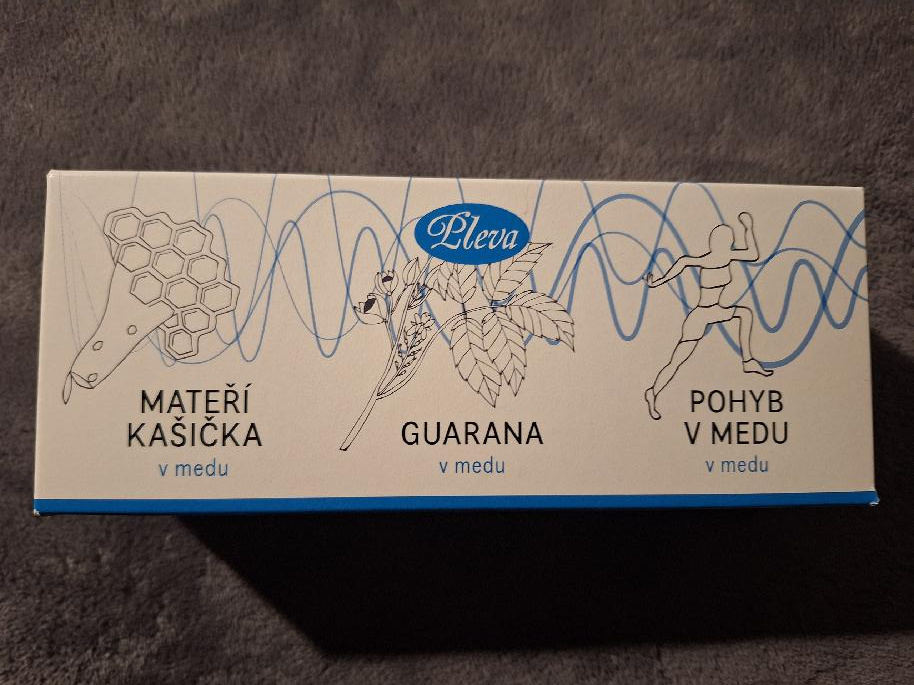 Pleva
MATEŘÍ
KAŠIČKA
v medu
GUARANA
v medu
POHYB
V MEDU
v medu